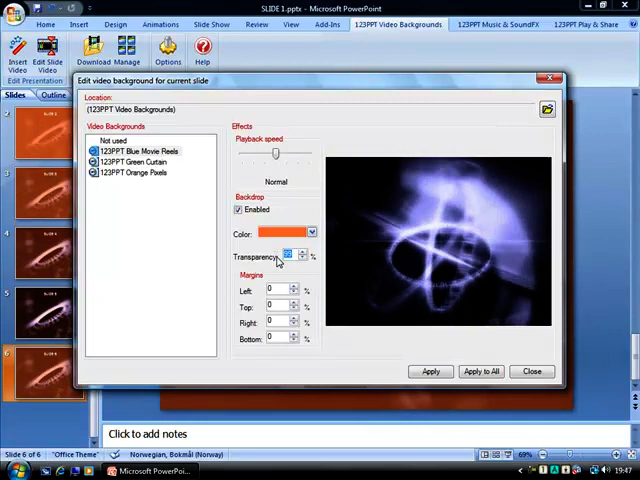 SLIDE 1.pptx - Microsoft PowerPoint
Home Insert Design Animations Slide Show Review View Add-Ins 123PPT Video Backgrounds 123PPT Music & SoundFX 123PPT Play & Share
Insert Video Edit Slide Video Download Manage Options Help
Edit Presentation
Slides Outline
Edit video background for current slide
Location:
(123PPT Video Backgrounds)
Video Backgrounds
Not used
123PPT Blue Movie Reels
123PPT Green Curtain
123PPT Orange Pixels
Effects
Playback speed
Normal
Backdrop
Enabled
Color:
Transparency: %
Margins
Left: 0 %
Top: 0 %
Right: 0 %
Bottom: 0 %
Apply Apply to All Close
2
3
4
5
6
Click to add notes
Slide 6 of 6 "Office Theme" Norwegian, Bokmål (Norway) 69%
Microsoft PowerPoi... 19:47